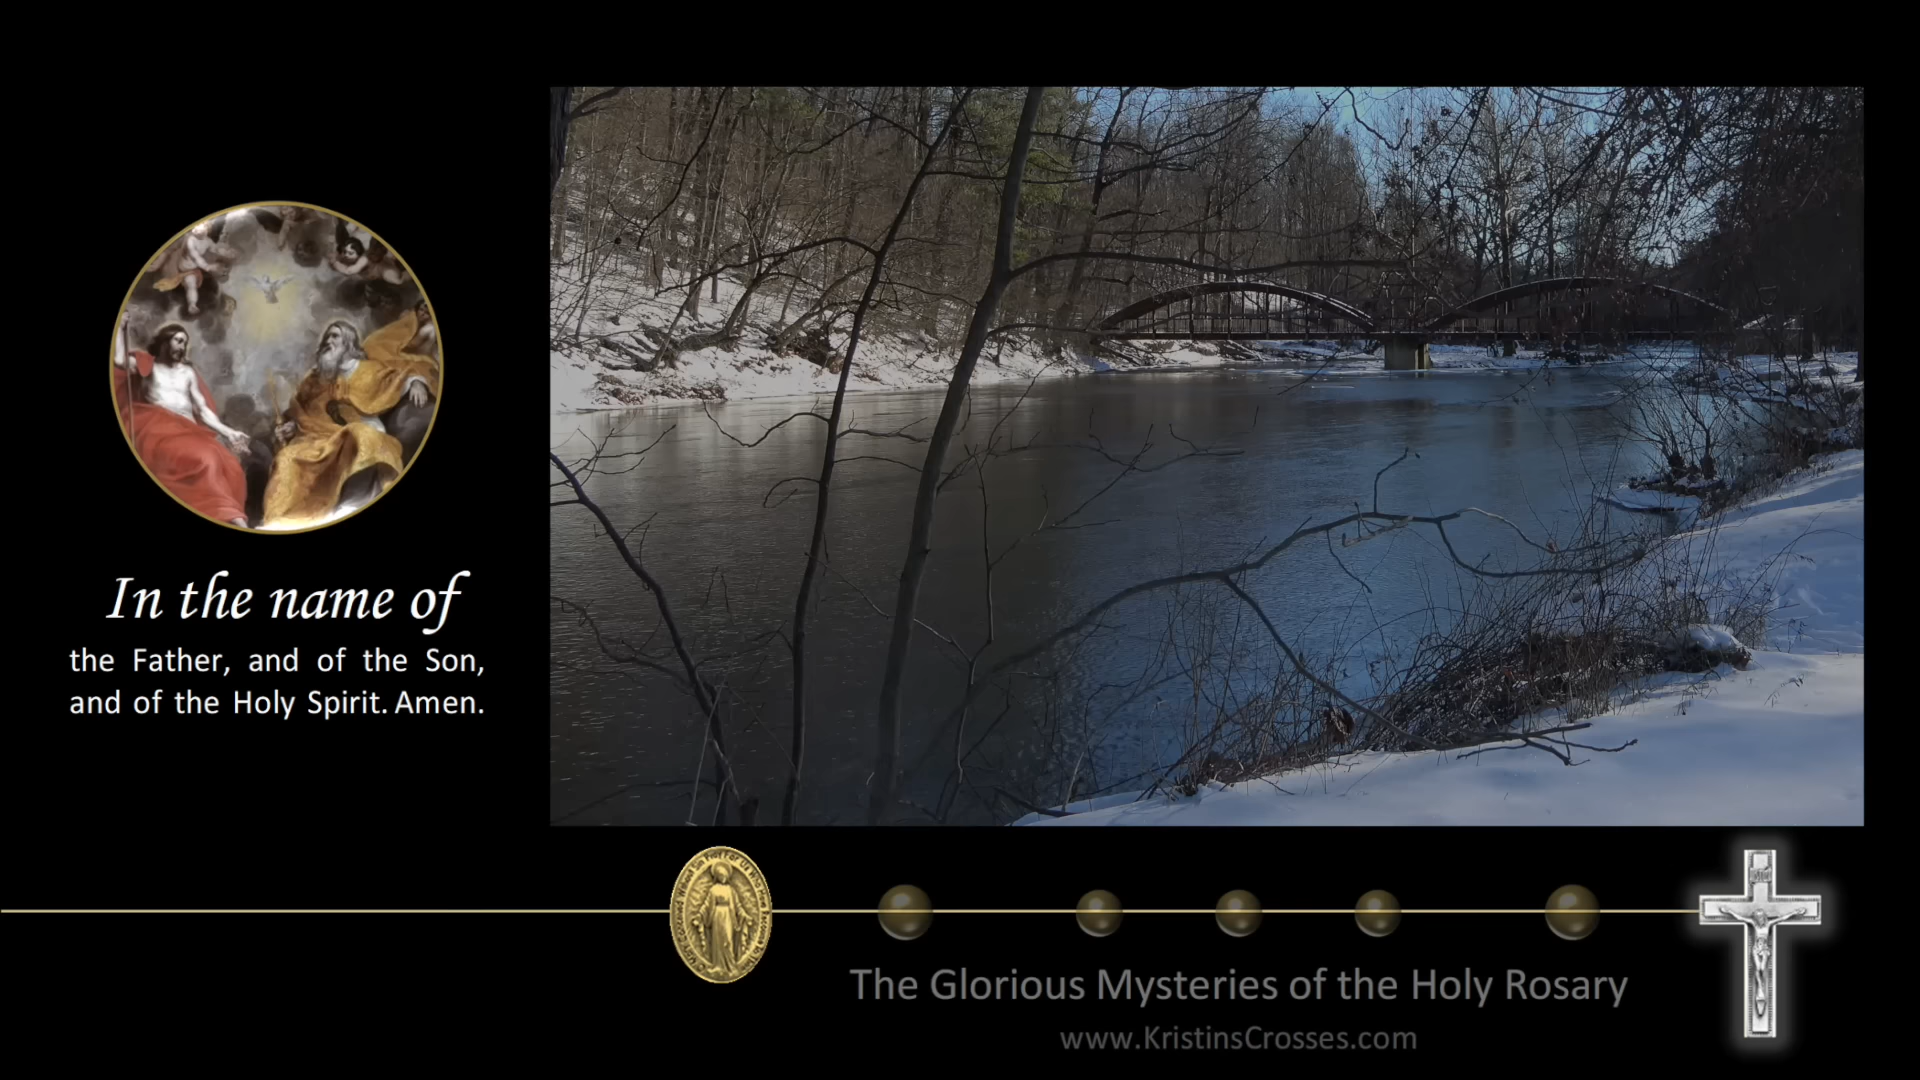 In the name of
the Father, and of the Son,
and of the Holy Spirit. Amen.
The Glorious Mysteries of the Holy Rosary
www.KristinsCrosses.com